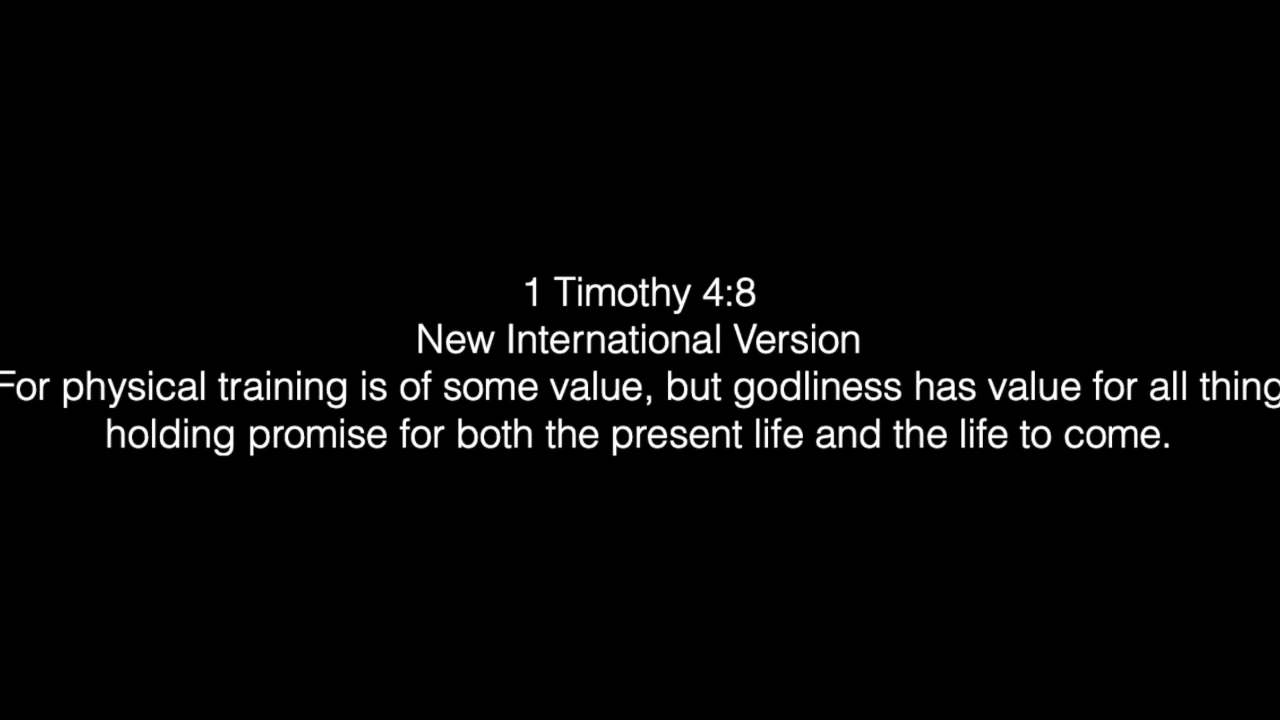 1 Timothy 4:8
New International Version
For physical training is of some value, but godliness has value for all thing
holding promise for both the present life and the life to come.